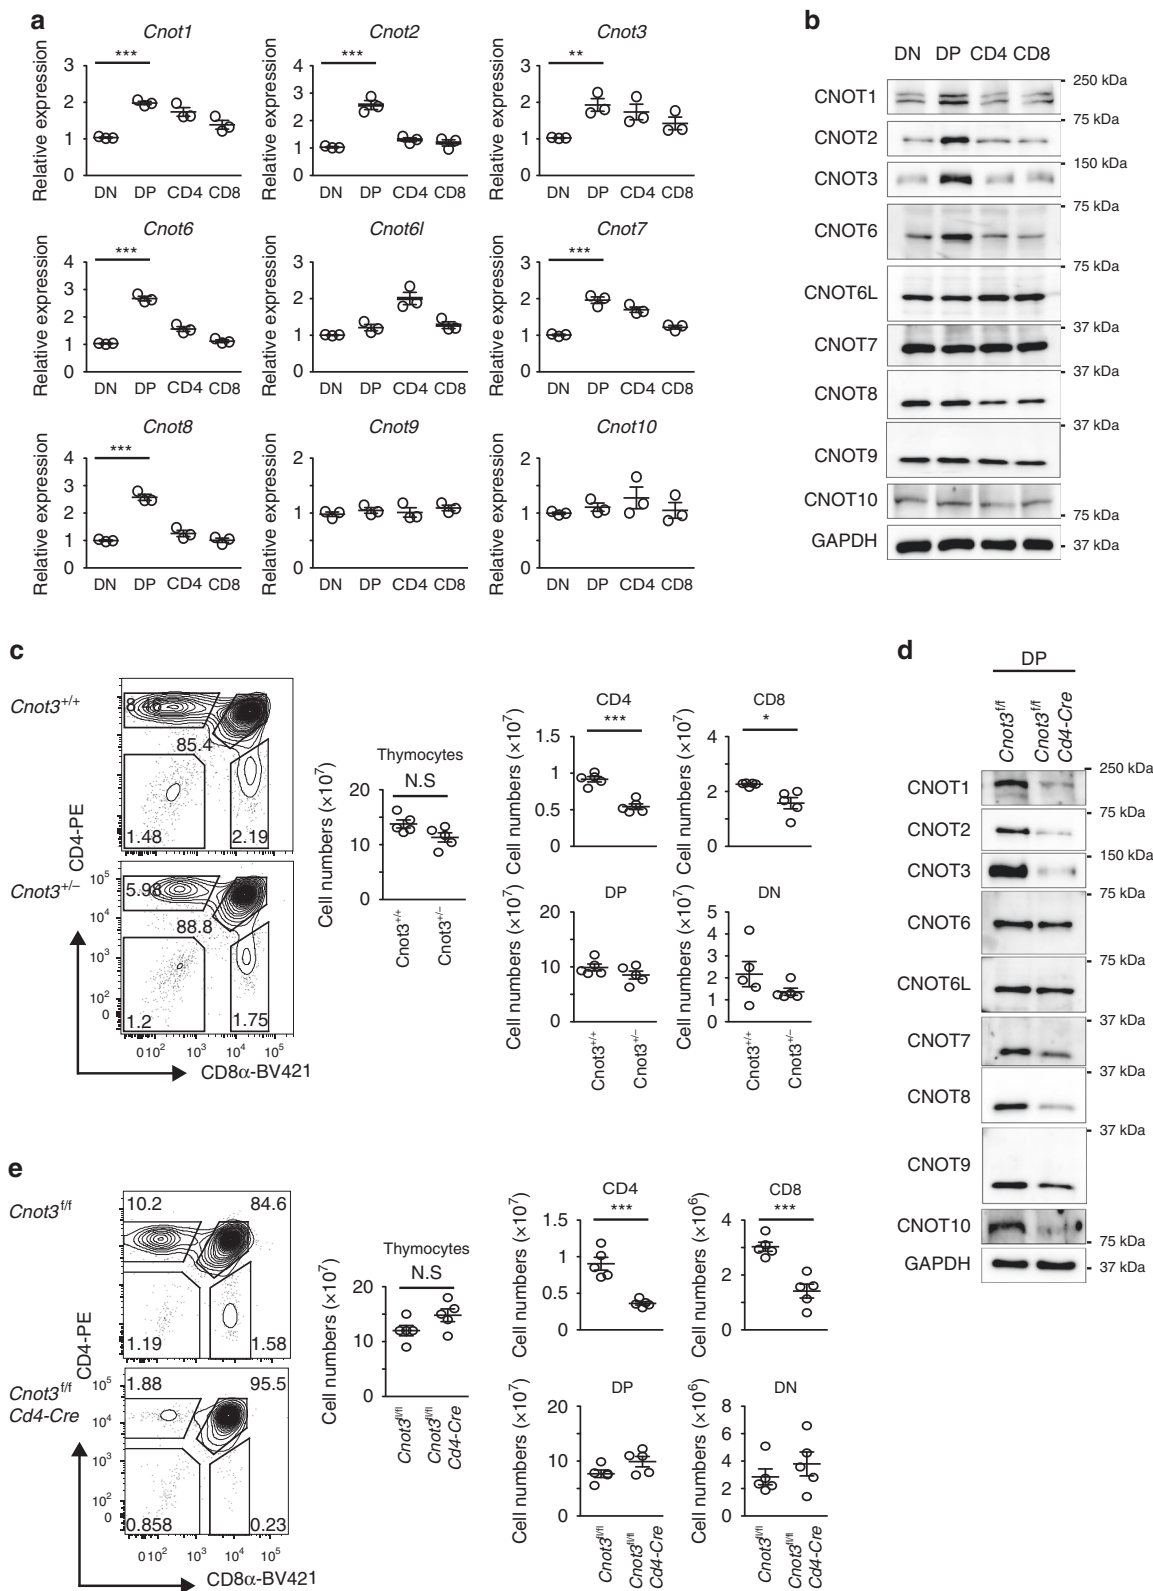 a
Cnot1
Cnot2
Cnot3
***
***
**
Relative expression
3
2
1
0
DN DP CD4 CD8
Relative expression
4
3
2
1
0
DN DP CD4 CD8
Relative expression
3
2
1
0
DN DP CD4 CD8
Cnot6
Cnot6l
Cnot7
***
***
Relative expression
4
3
2
1
0
DN DP CD4 CD8
Relative expression
3
2
1
0
DN DP CD4 CD8
Relative expression
3
2
1
0
DN DP CD4 CD8
Cnot8
Cnot9
Cnot10
***
Relative expression
4
3
2
1
0
DN DP CD4 CD8
Relative expression
2
1
0
DN DP CD4 CD8
Relative expression
2
1
0
DN DP CD4 CD8
b
DN DP CD4 CD8
250 kDa
CNOT1
75 kDa
CNOT2
150 kDa
CNOT3
75 kDa
CNOT6
75 kDa
CNOT6L
37 kDa
CNOT7
37 kDa
CNOT8
37 kDa
CNOT9
CNOT10
75 kDa
GAPDH
37 kDa
c
Cnot3+/+
8.46
85.4
1.48
2.19
CD4-PE
Cnot3+/−
10⁵
10⁴
10³
10²
0
5.98
88.8
1.2
1.75
0 10² 10³ 10⁴ 10⁵
CD8α-BV421
Thymocytes
N.S
Cell numbers (×10⁷)
20
10
0
Cnot3+/+
Cnot3+/−
CD4
***
Cell numbers (×10⁷)
1.5
1
0.5
0
CD8
*
Cell numbers (×10⁷)
4
2
0
DP
Cell numbers (×10⁷)
20
10
0
Cnot3+/+
Cnot3+/−
DN
Cell numbers (×10⁷)
5
4
3
2
1
0
Cnot3+/+
Cnot3+/−
d
DP
Cnot3f/f
Cnot3f/f
Cd4-Cre
250 kDa
CNOT1
75 kDa
CNOT2
150 kDa
CNOT3
75 kDa
CNOT6
75 kDa
CNOT6L
37 kDa
CNOT7
37 kDa
CNOT8
37 kDa
CNOT9
CNOT10
75 kDa
GAPDH
37 kDa
e
Cnot3f/f
10.2
84.6
1.19
1.58
CD4-PE
Cnot3f/f
Cd4-Cre
10⁵
10⁴
10³
10²
0
1.88
95.5
0.858
0.23
0 10² 10³ 10⁴ 10⁵
CD8α-BV421
Thymocytes
N.S
Cell numbers (×10⁷)
20
10
0
Cnot3fl/fl
Cnot3fl/fl
Cd4-Cre
CD4
***
Cell numbers (×10⁷)
1.5
1
0.5
0
CD8
***
Cell numbers (×10⁶)
4
2
0
DP
Cell numbers (×10⁷)
20
10
0
Cnot3fl/fl
Cnot3fl/fl
Cd4-Cre
DN
Cell numbers (×10⁶)
8
6
4
2
0
Cnot3fl/fl
Cnot3fl/fl
Cd4-Cre